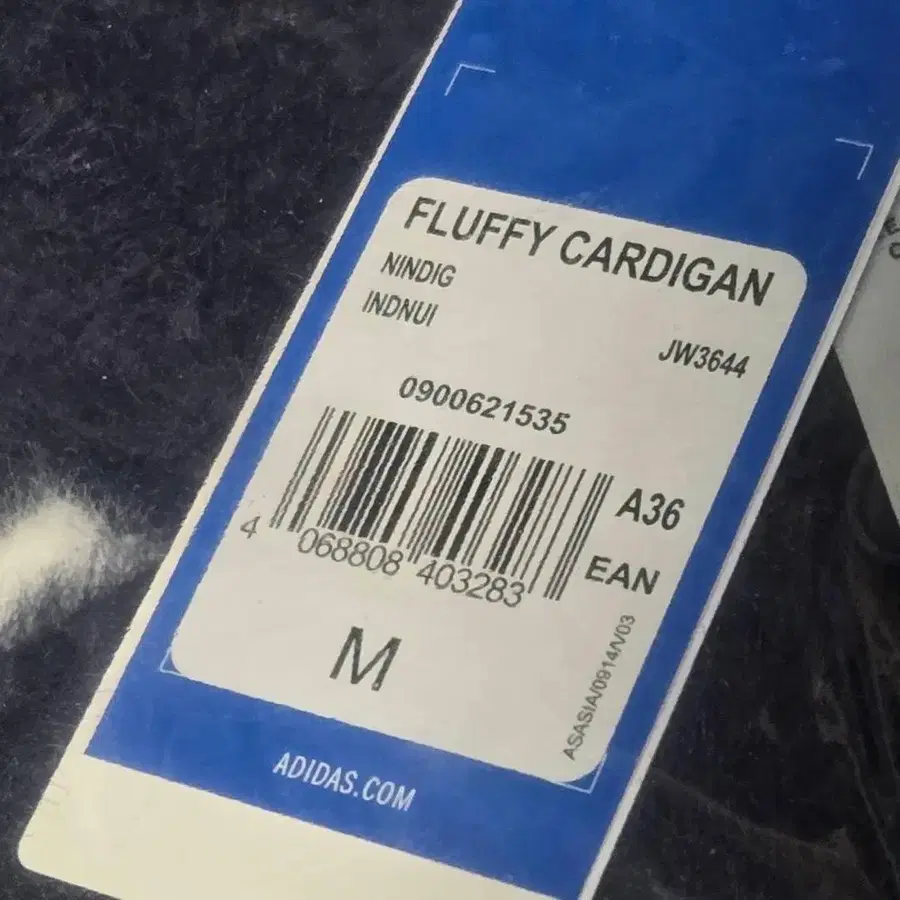 FLUFFY CARDIGAN
NINDIG
INDNUI
JW3644
0900621535
A36
4 068808 403283
EAN
M
ASASIA/0914/V03
ADIDAS.COM